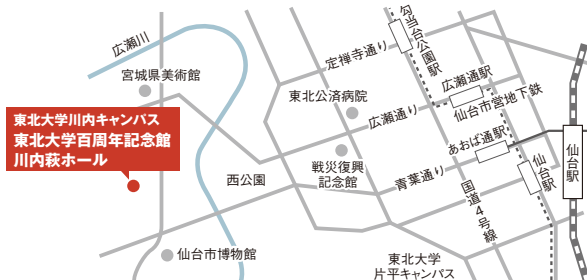 広瀬川
宮城県美術館
東北大学川内キャンパス
東北大学百周年記念館
川内萩ホール
仙台市博物館
西公園
東北公済病院
戦災復興
記念館
定禅寺通り
広瀬通り
青葉通り
勾当台公園駅
広瀬通駅
仙台市営地下鉄
あおば通駅
仙台駅
仙台駅
国道4号線
東北大学
片平キャンパス